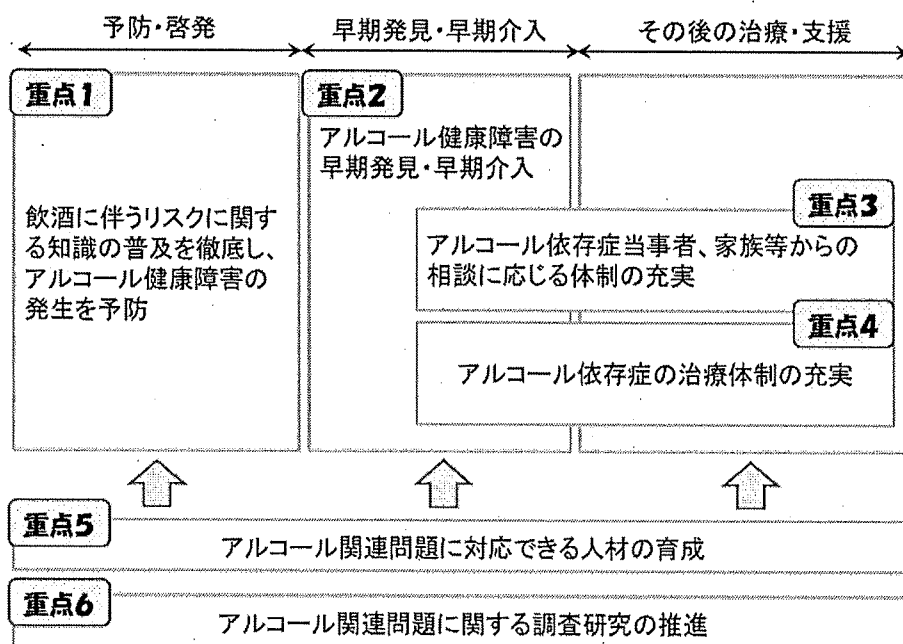 予防・啓発
早期発見・早期介入
その後の治療・支援
重点1
飲酒に伴うリスクに関す
る知識の普及を徹底し、
アルコール健康障害の
発生を予防
重点2
アルコール健康障害の
早期発見・早期介入
重点3
アルコール依存症当事者、家族等からの
相談に応じる体制の充実
重点4
アルコール依存症の治療体制の充実
重点5
アルコール関連問題に対応できる人材の育成
重点6
アルコール関連問題に関する調査研究の推進